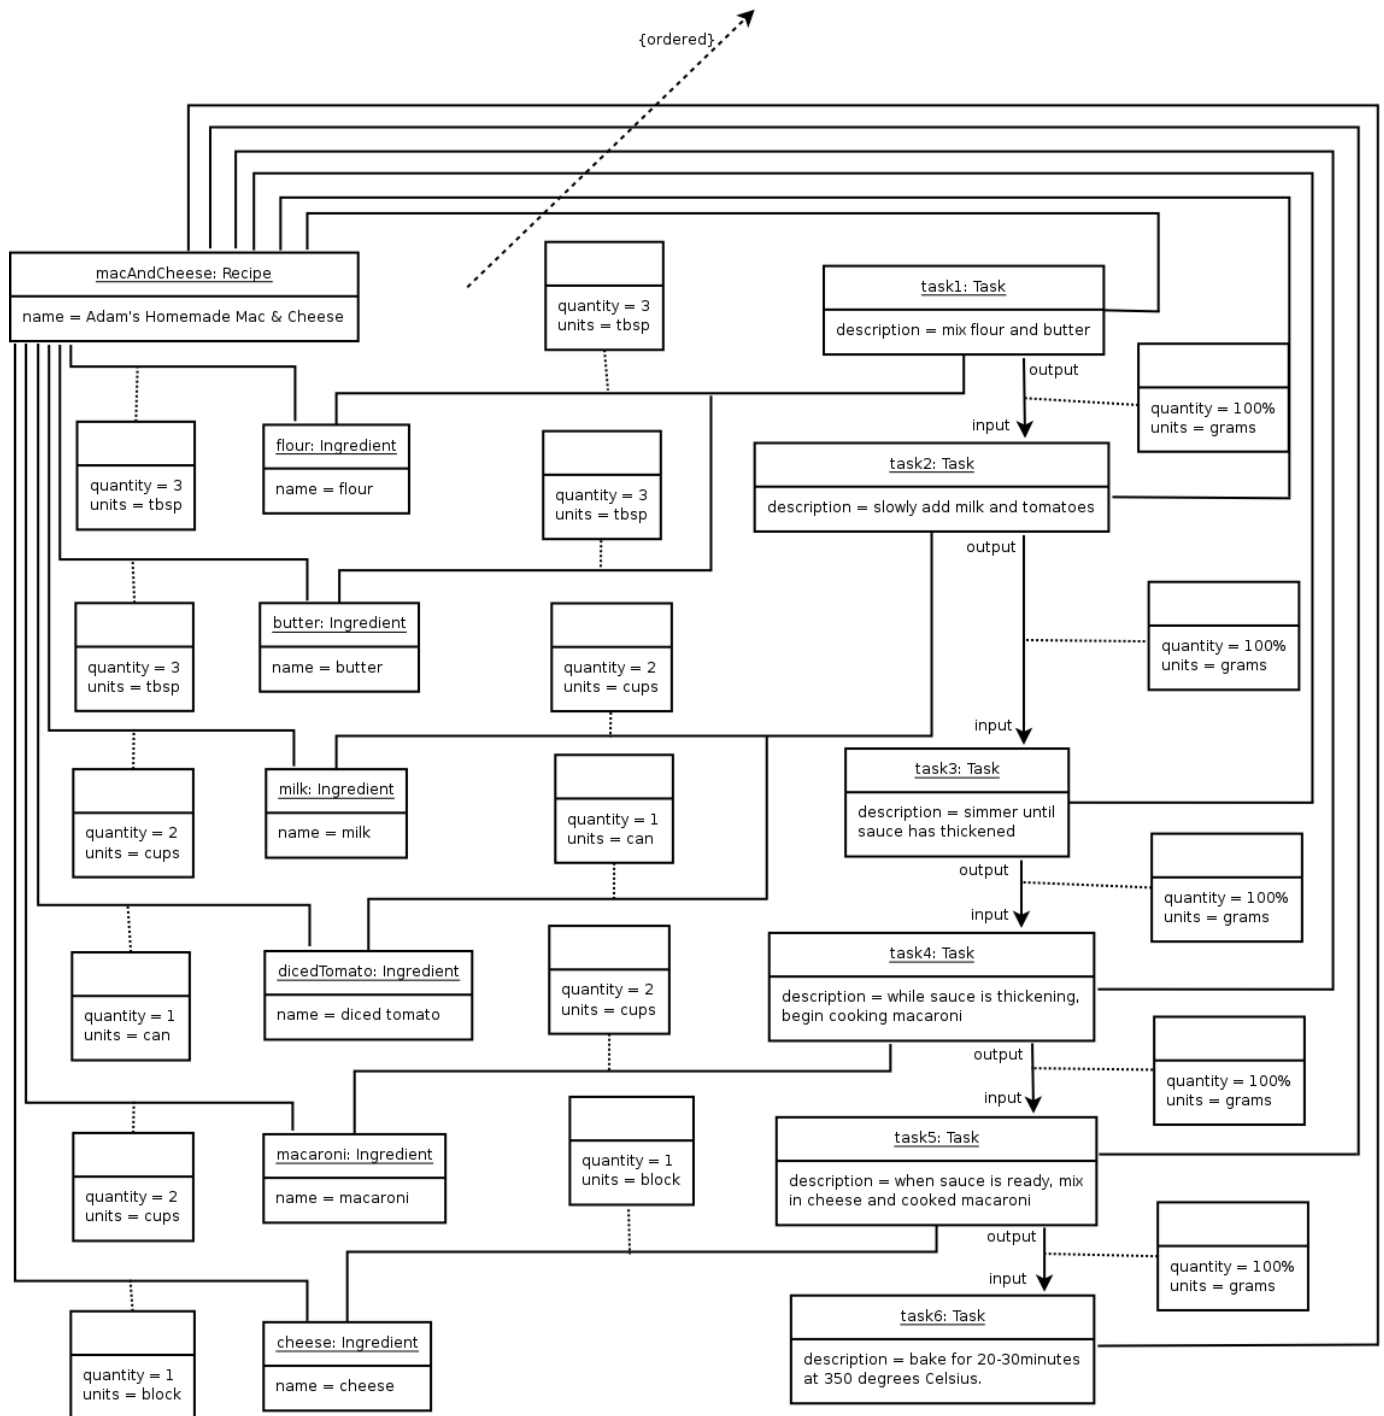 {ordered}
macAndCheese: Recipe
name = Adam's Homemade Mac & Cheese
quantity = 3
units = tbsp
task1: Task
description = mix flour and butter
output
input
quantity = 100%
units = grams
flour: Ingredient
name = flour
quantity = 3
units = tbsp
quantity = 3
units = tbsp
task2: Task
description = slowly add milk and tomatoes
output
input
quantity = 100%
units = grams
butter: Ingredient
name = butter
quantity = 3
units = tbsp
quantity = 2
units = cups
milk: Ingredient
name = milk
quantity = 2
units = cups
quantity = 1
units = can
task3: Task
description = simmer until
sauce has thickened
output
input
quantity = 100%
units = grams
dicedTomato: Ingredient
name = diced tomato
quantity = 1
units = can
quantity = 2
units = cups
task4: Task
description = while sauce is thickening,
begin cooking macaroni
output
input
quantity = 100%
units = grams
macaroni: Ingredient
name = macaroni
quantity = 2
units = cups
quantity = 1
units = block
task5: Task
description = when sauce is ready, mix
in cheese and cooked macaroni
output
input
quantity = 100%
units = grams
cheese: Ingredient
name = cheese
quantity = 1
units = block
task6: Task
description = bake for 20-30minutes
at 350 degrees Celsius.